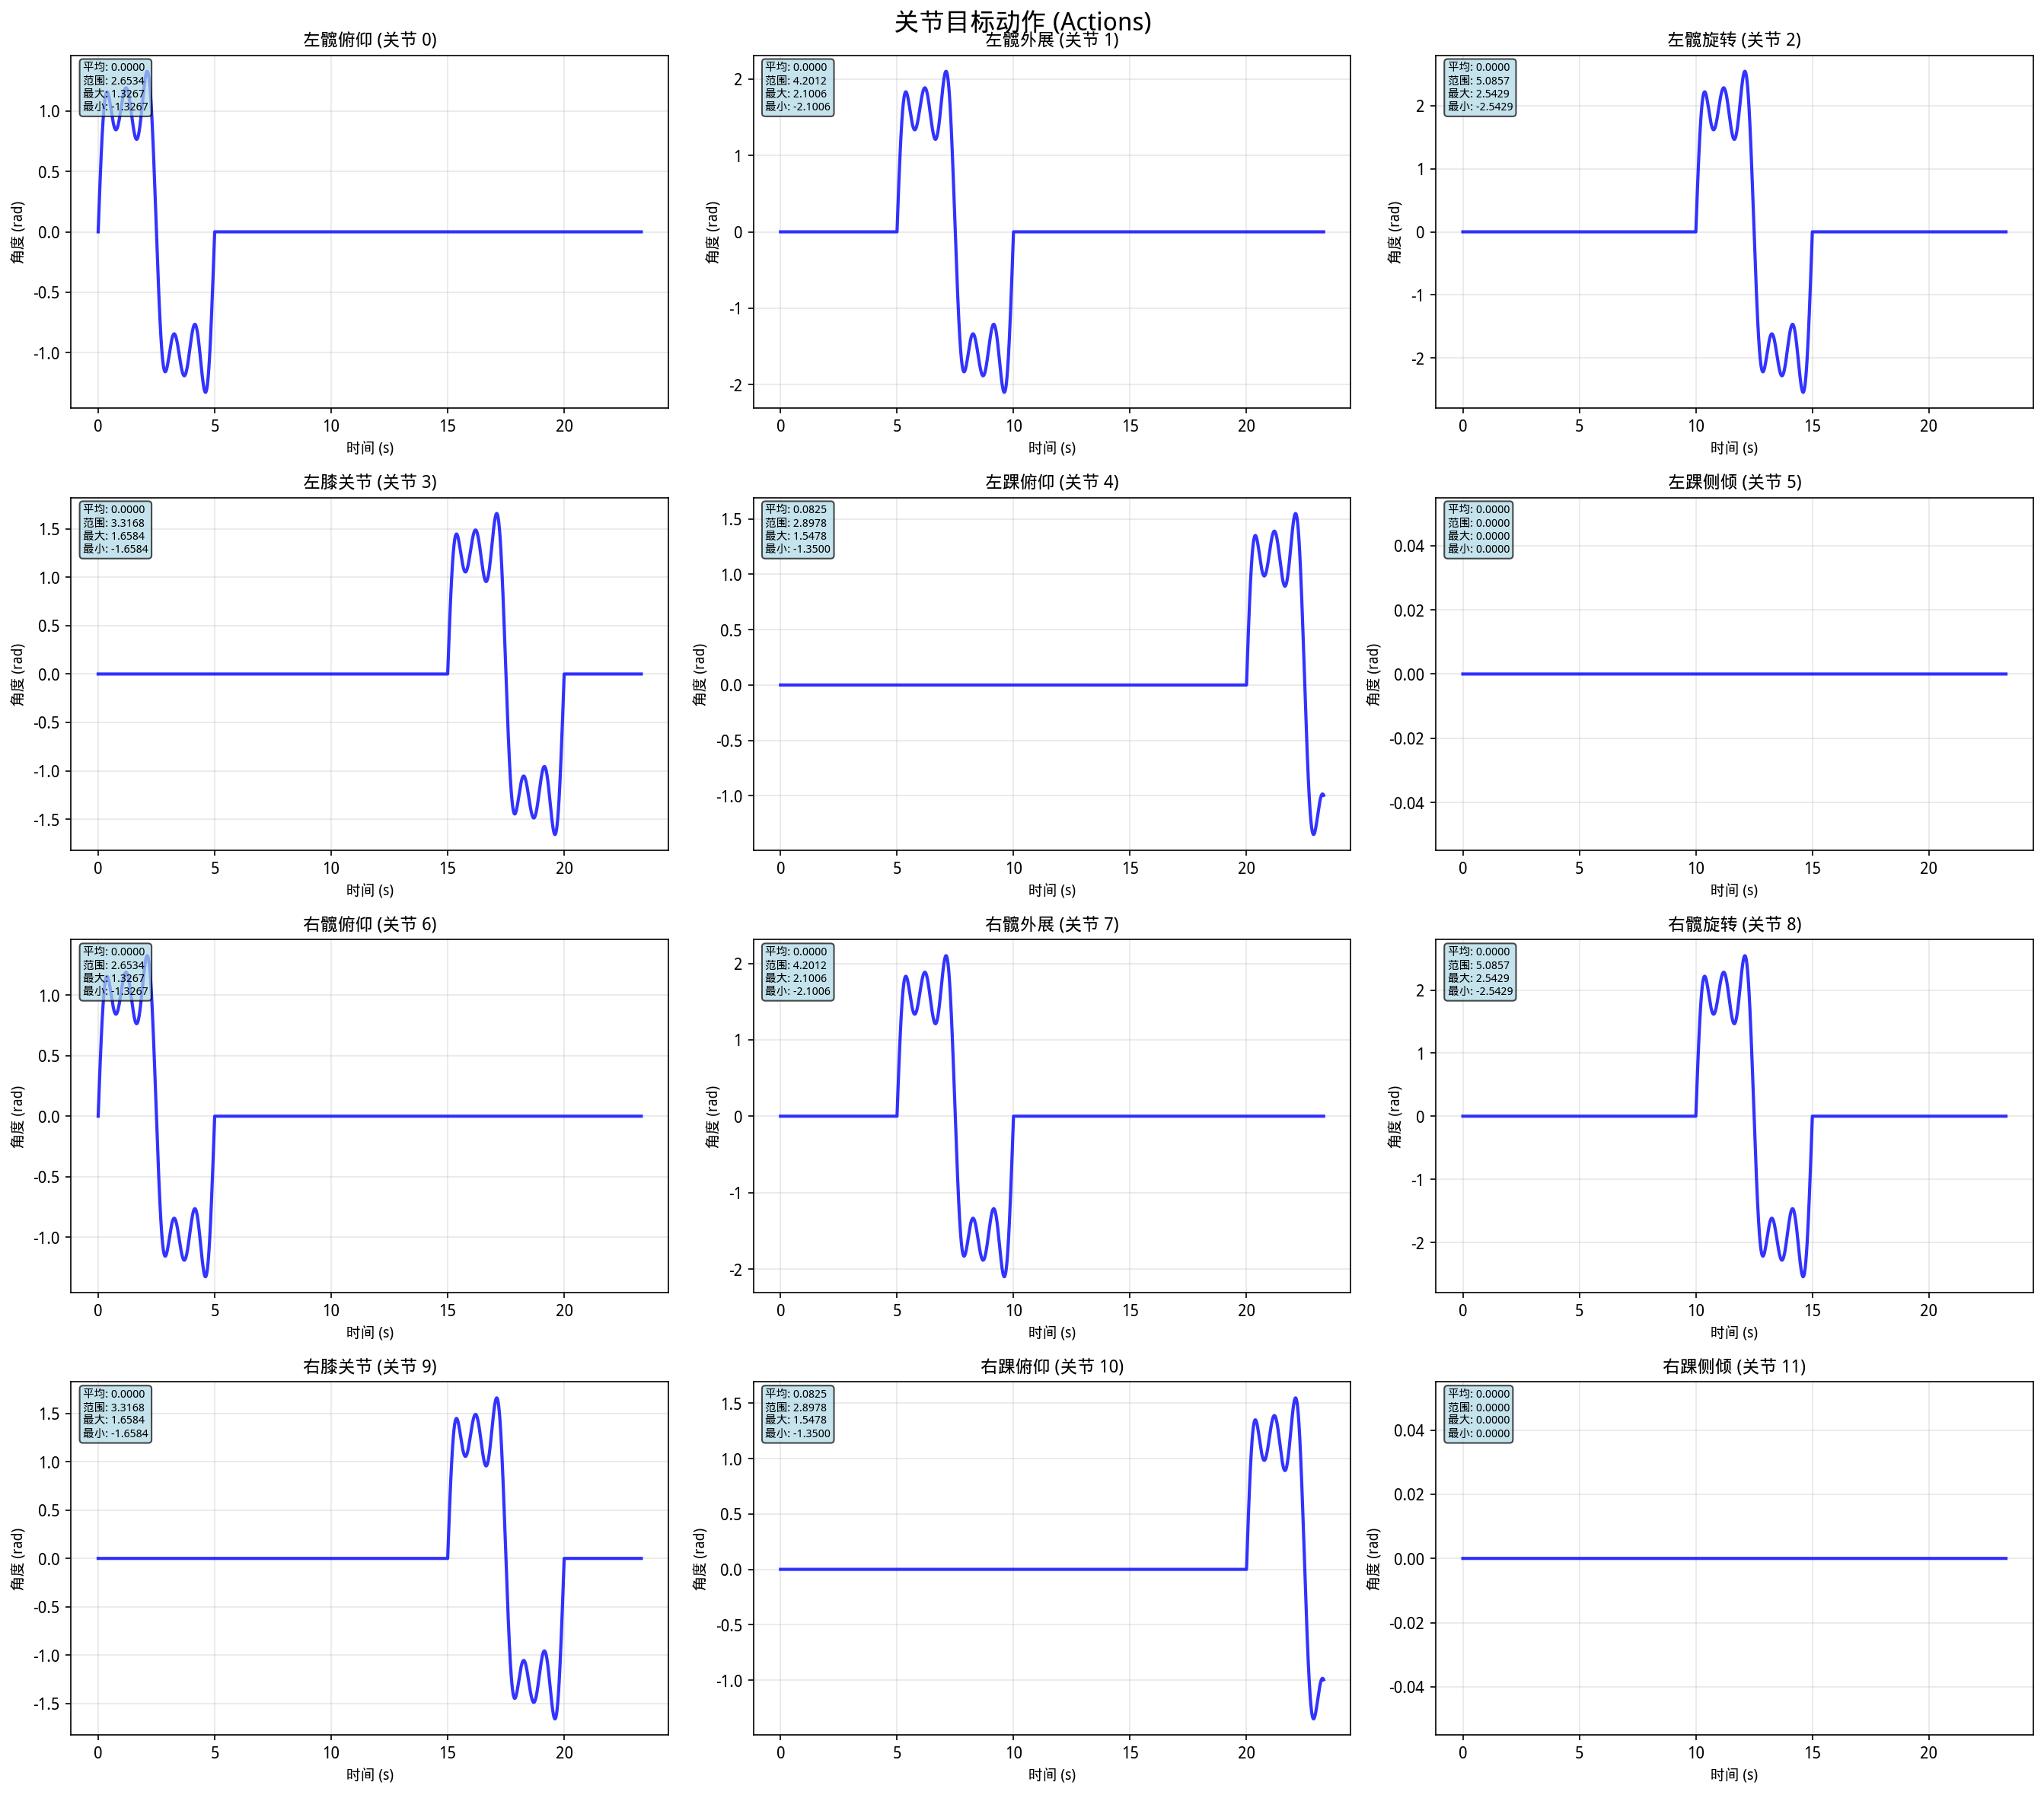 关节目标动作 (Actions)
左髋俯仰 (关节 0)
平均: 0.0000
范围: 2.6534
最大: 1.3267
最小: -1.3267
1.0
0.5
0.0
-0.5
-1.0
角度 (rad)
0 5 10 15 20
时间 (s)
左髋外展 (关节 1)
平均: 0.0000
范围: 4.2012
最大: 2.1006
最小: -2.1006
2
1
0
-1
-2
角度 (rad)
0 5 10 15 20
时间 (s)
左髋旋转 (关节 2)
平均: 0.0000
范围: 5.0857
最大: 2.5429
最小: -2.5429
2
1
0
-1
-2
角度 (rad)
0 5 10 15 20
时间 (s)
左膝关节 (关节 3)
平均: 0.0000
范围: 3.3168
最大: 1.6584
最小: -1.6584
1.5
1.0
0.5
0.0
-0.5
-1.0
-1.5
角度 (rad)
0 5 10 15 20
时间 (s)
左踝俯仰 (关节 4)
平均: 0.0825
范围: 2.8978
最大: 1.5478
最小: -1.3500
1.5
1.0
0.5
0.0
-0.5
-1.0
角度 (rad)
0 5 10 15 20
时间 (s)
左踝侧倾 (关节 5)
平均: 0.0000
范围: 0.0000
最大: 0.0000
最小: 0.0000
0.04
0.02
0.00
-0.02
-0.04
角度 (rad)
0 5 10 15 20
时间 (s)
右髋俯仰 (关节 6)
平均: 0.0000
范围: 2.6534
最大: 1.3267
最小: -1.3267
1.0
0.5
0.0
-0.5
-1.0
角度 (rad)
0 5 10 15 20
时间 (s)
右髋外展 (关节 7)
平均: 0.0000
范围: 4.2012
最大: 2.1006
最小: -2.1006
2
1
0
-1
-2
角度 (rad)
0 5 10 15 20
时间 (s)
右髋旋转 (关节 8)
平均: 0.0000
范围: 5.0857
最大: 2.5429
最小: -2.5429
2
1
0
-1
-2
角度 (rad)
0 5 10 15 20
时间 (s)
右膝关节 (关节 9)
平均: 0.0000
范围: 3.3168
最大: 1.6584
最小: -1.6584
1.5
1.0
0.5
0.0
-0.5
-1.0
-1.5
角度 (rad)
0 5 10 15 20
时间 (s)
右踝俯仰 (关节 10)
平均: 0.0825
范围: 2.8978
最大: 1.5478
最小: -1.3500
1.5
1.0
0.5
0.0
-0.5
-1.0
角度 (rad)
0 5 10 15 20
时间 (s)
右踝侧倾 (关节 11)
平均: 0.0000
范围: 0.0000
最大: 0.0000
最小: 0.0000
0.04
0.02
0.00
-0.02
-0.04
角度 (rad)
0 5 10 15 20
时间 (s)